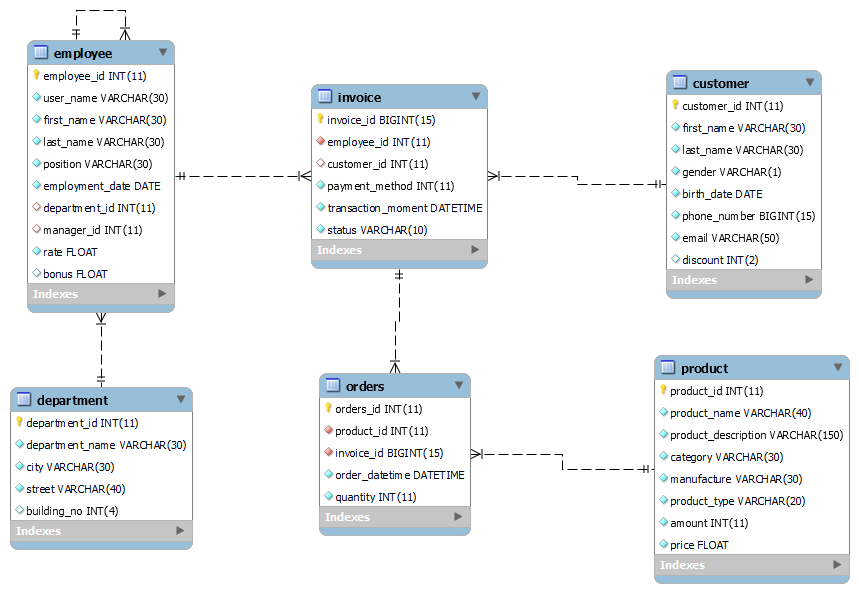 employee
employee_id INT(11)
user_name VARCHAR(30)
first_name VARCHAR(30)
last_name VARCHAR(30)
position VARCHAR(30)
employment_date DATE
department_id INT(11)
manager_id INT(11)
rate FLOAT
bonus FLOAT
Indexes
department
department_id INT(11)
department_name VARCHAR(30)
city VARCHAR(30)
street VARCHAR(40)
building_no INT(4)
Indexes
invoice
invoice_id BIGINT(15)
employee_id INT(11)
customer_id INT(11)
payment_method INT(11)
transaction_moment DATETIME
status VARCHAR(10)
Indexes
orders
orders_id INT(11)
product_id INT(11)
invoice_id BIGINT(15)
order_datetime DATETIME
quantity INT(11)
Indexes
customer
customer_id INT(11)
first_name VARCHAR(30)
last_name VARCHAR(30)
gender VARCHAR(1)
birth_date DATE
phone_number BIGINT(15)
email VARCHAR(50)
discount INT(2)
Indexes
product
product_id INT(11)
product_name VARCHAR(40)
product_description VARCHAR(150)
category VARCHAR(30)
manufacture VARCHAR(30)
product_type VARCHAR(20)
amount INT(11)
price FLOAT
Indexes